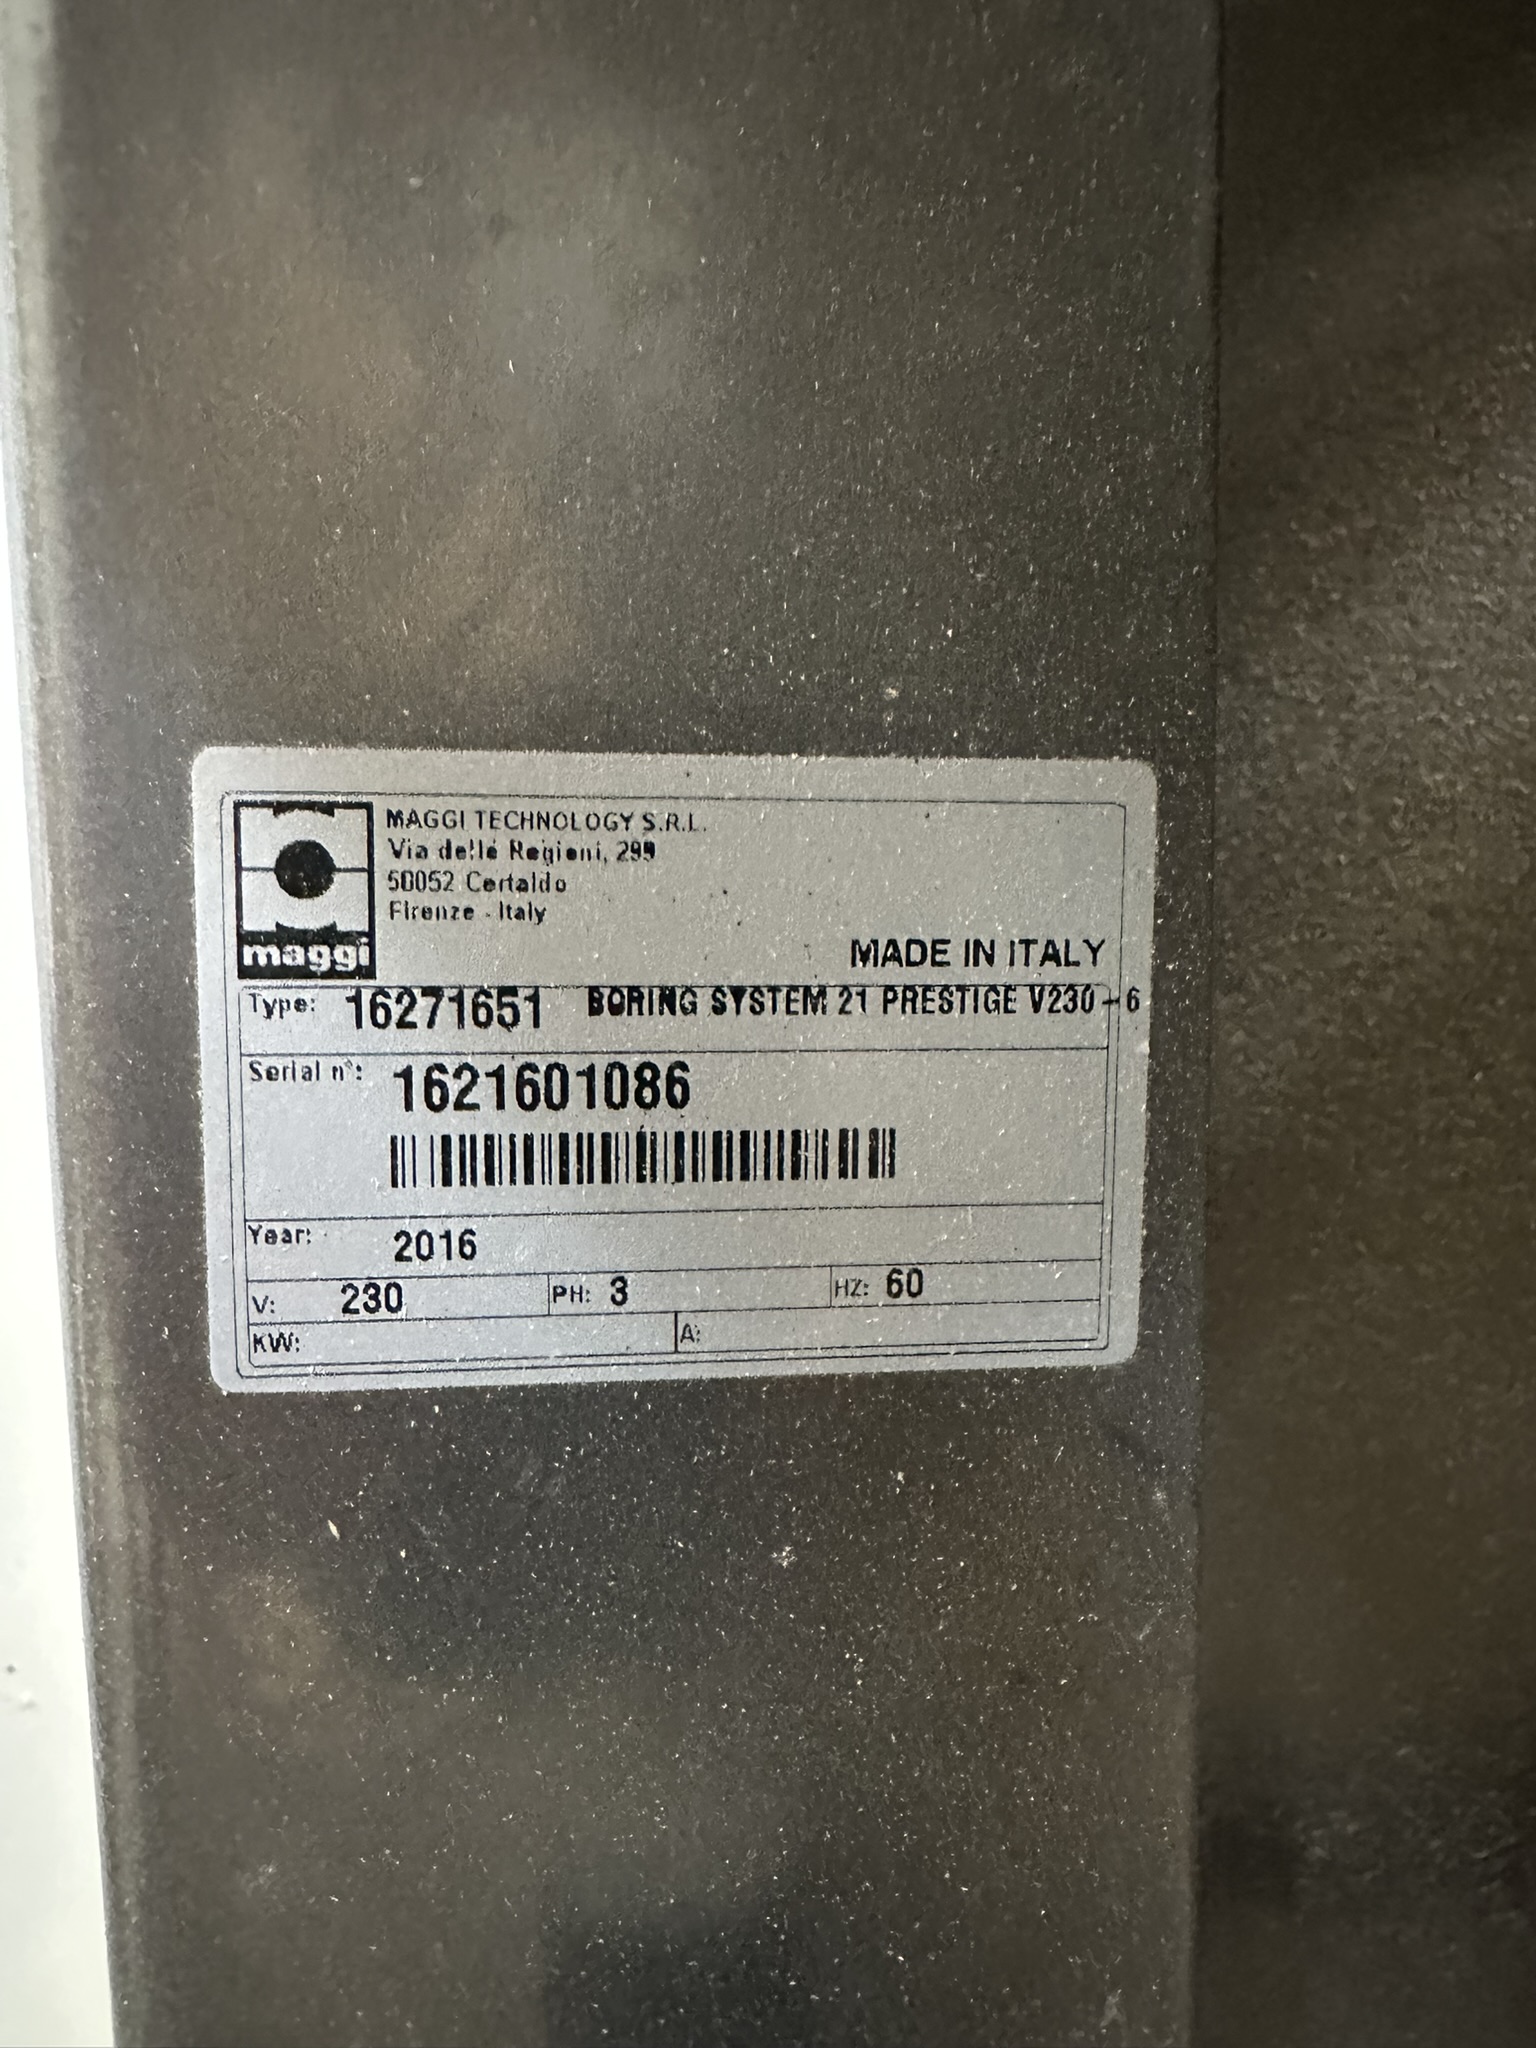 MAGGI TECHNOLOGY S.R.L.
Via delle Regioni, 299
50052 Certaldo
Firenze - Italy
maggi
MADE IN ITALY
Type: 16271651 BORING SYSTEM 21 PRESTIGE V230-6
Serial n°: 1621601086
Year: 2016
V: 230 PH: 3 HZ: 60
KW: A: